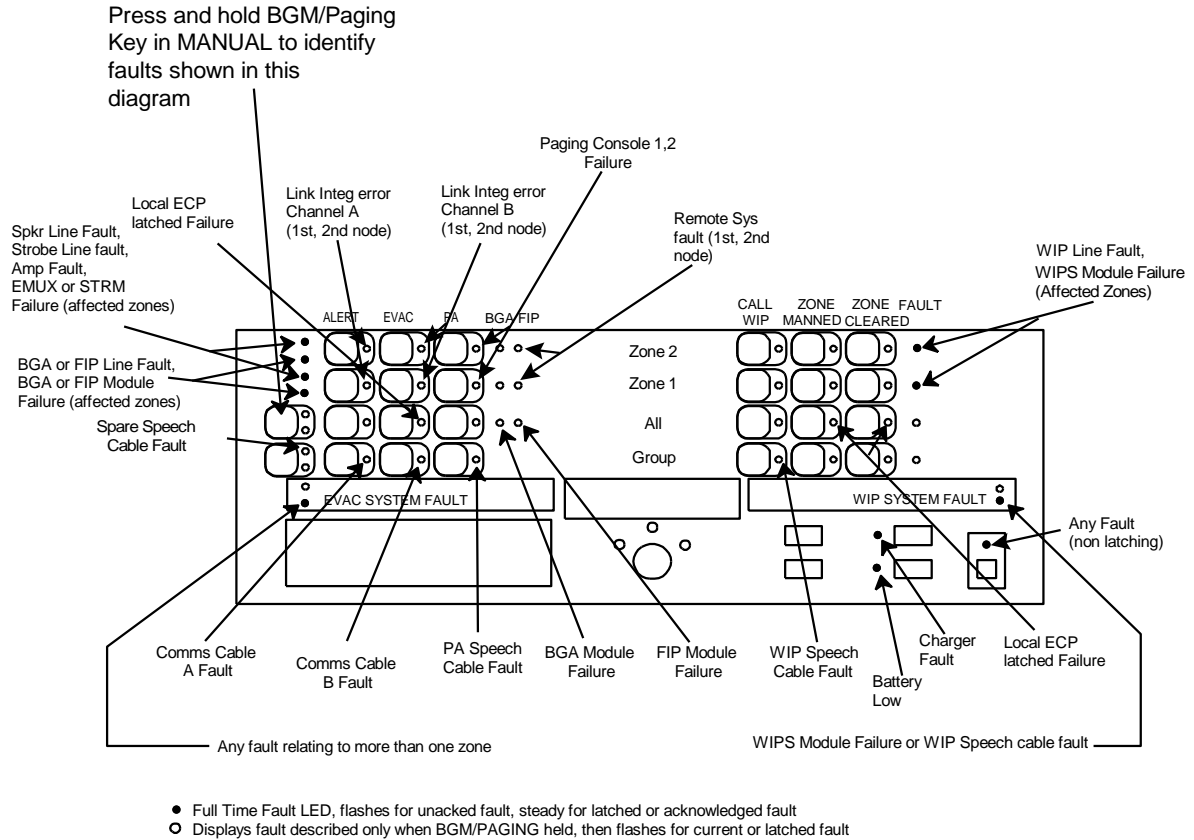 Press and hold BGM/Paging
Key in MANUAL to identify
faults shown in this
diagram
Paging Console 1,2
Failure
Local ECP
latched Failure
Link Integ error
Channel A
(1st, 2nd node)
Link Integ error
Channel B
(1st, 2nd node)
Remote Sys
fault (1st, 2nd
node)
Spkr Line Fault,
Strobe Line fault,
Amp Fault,
EMUX or STRM
Failure (affected zones)
WIP Line Fault,
WIPS Module Failure
(Affected Zones)
BGA or FIP Line Fault,
BGA or FIP Module
Failure (affected zones)
Spare Speech
Cable Fault
ALERT EVAC PA BGA FIP
CALL WIP
ZONE MANNED
ZONE CLEARED
FAULT
Zone 2
Zone 1
All
Group
EVAC SYSTEM FAULT
WIP SYSTEM FAULT
Any Fault
(non latching)
Comms Cable
A Fault
Comms Cable
B Fault
PA Speech
Cable Fault
BGA Module
Failure
FIP Module
Failure
WIP Speech
Cable Fault
Battery
Low
Charger
Fault
Local ECP
latched Failure
Any fault relating to more than one zone
WIPS Module Failure or WIP Speech cable fault
Full Time Fault LED, flashes for unacked fault, steady for latched or acknowledged fault
Displays fault described only when BGM/PAGING held, then flashes for current or latched fault